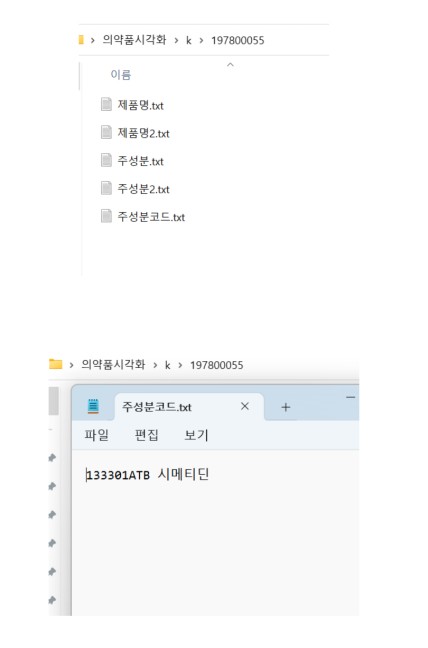 › 의약품시각화 › k › 197800055
이름
제품명.txt
제품명2.txt
주성분.txt
주성분2.txt
주성분코드.txt
› 의약품시각화 › k › 197800055
주성분코드.txt × +
파일 편집 보기
133301ATB 시메티딘